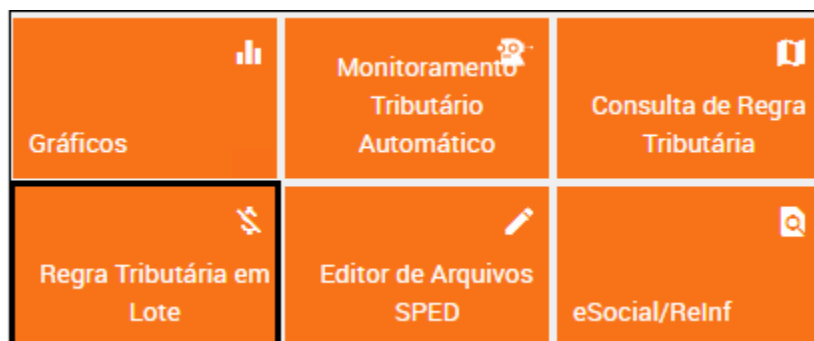 Gráficos
Monitoramento
Tributário
Automático
Consulta de Regra
Tributária
Regra Tributária em
Lote
Editor de Arquivos
SPED
eSocial/ReInf